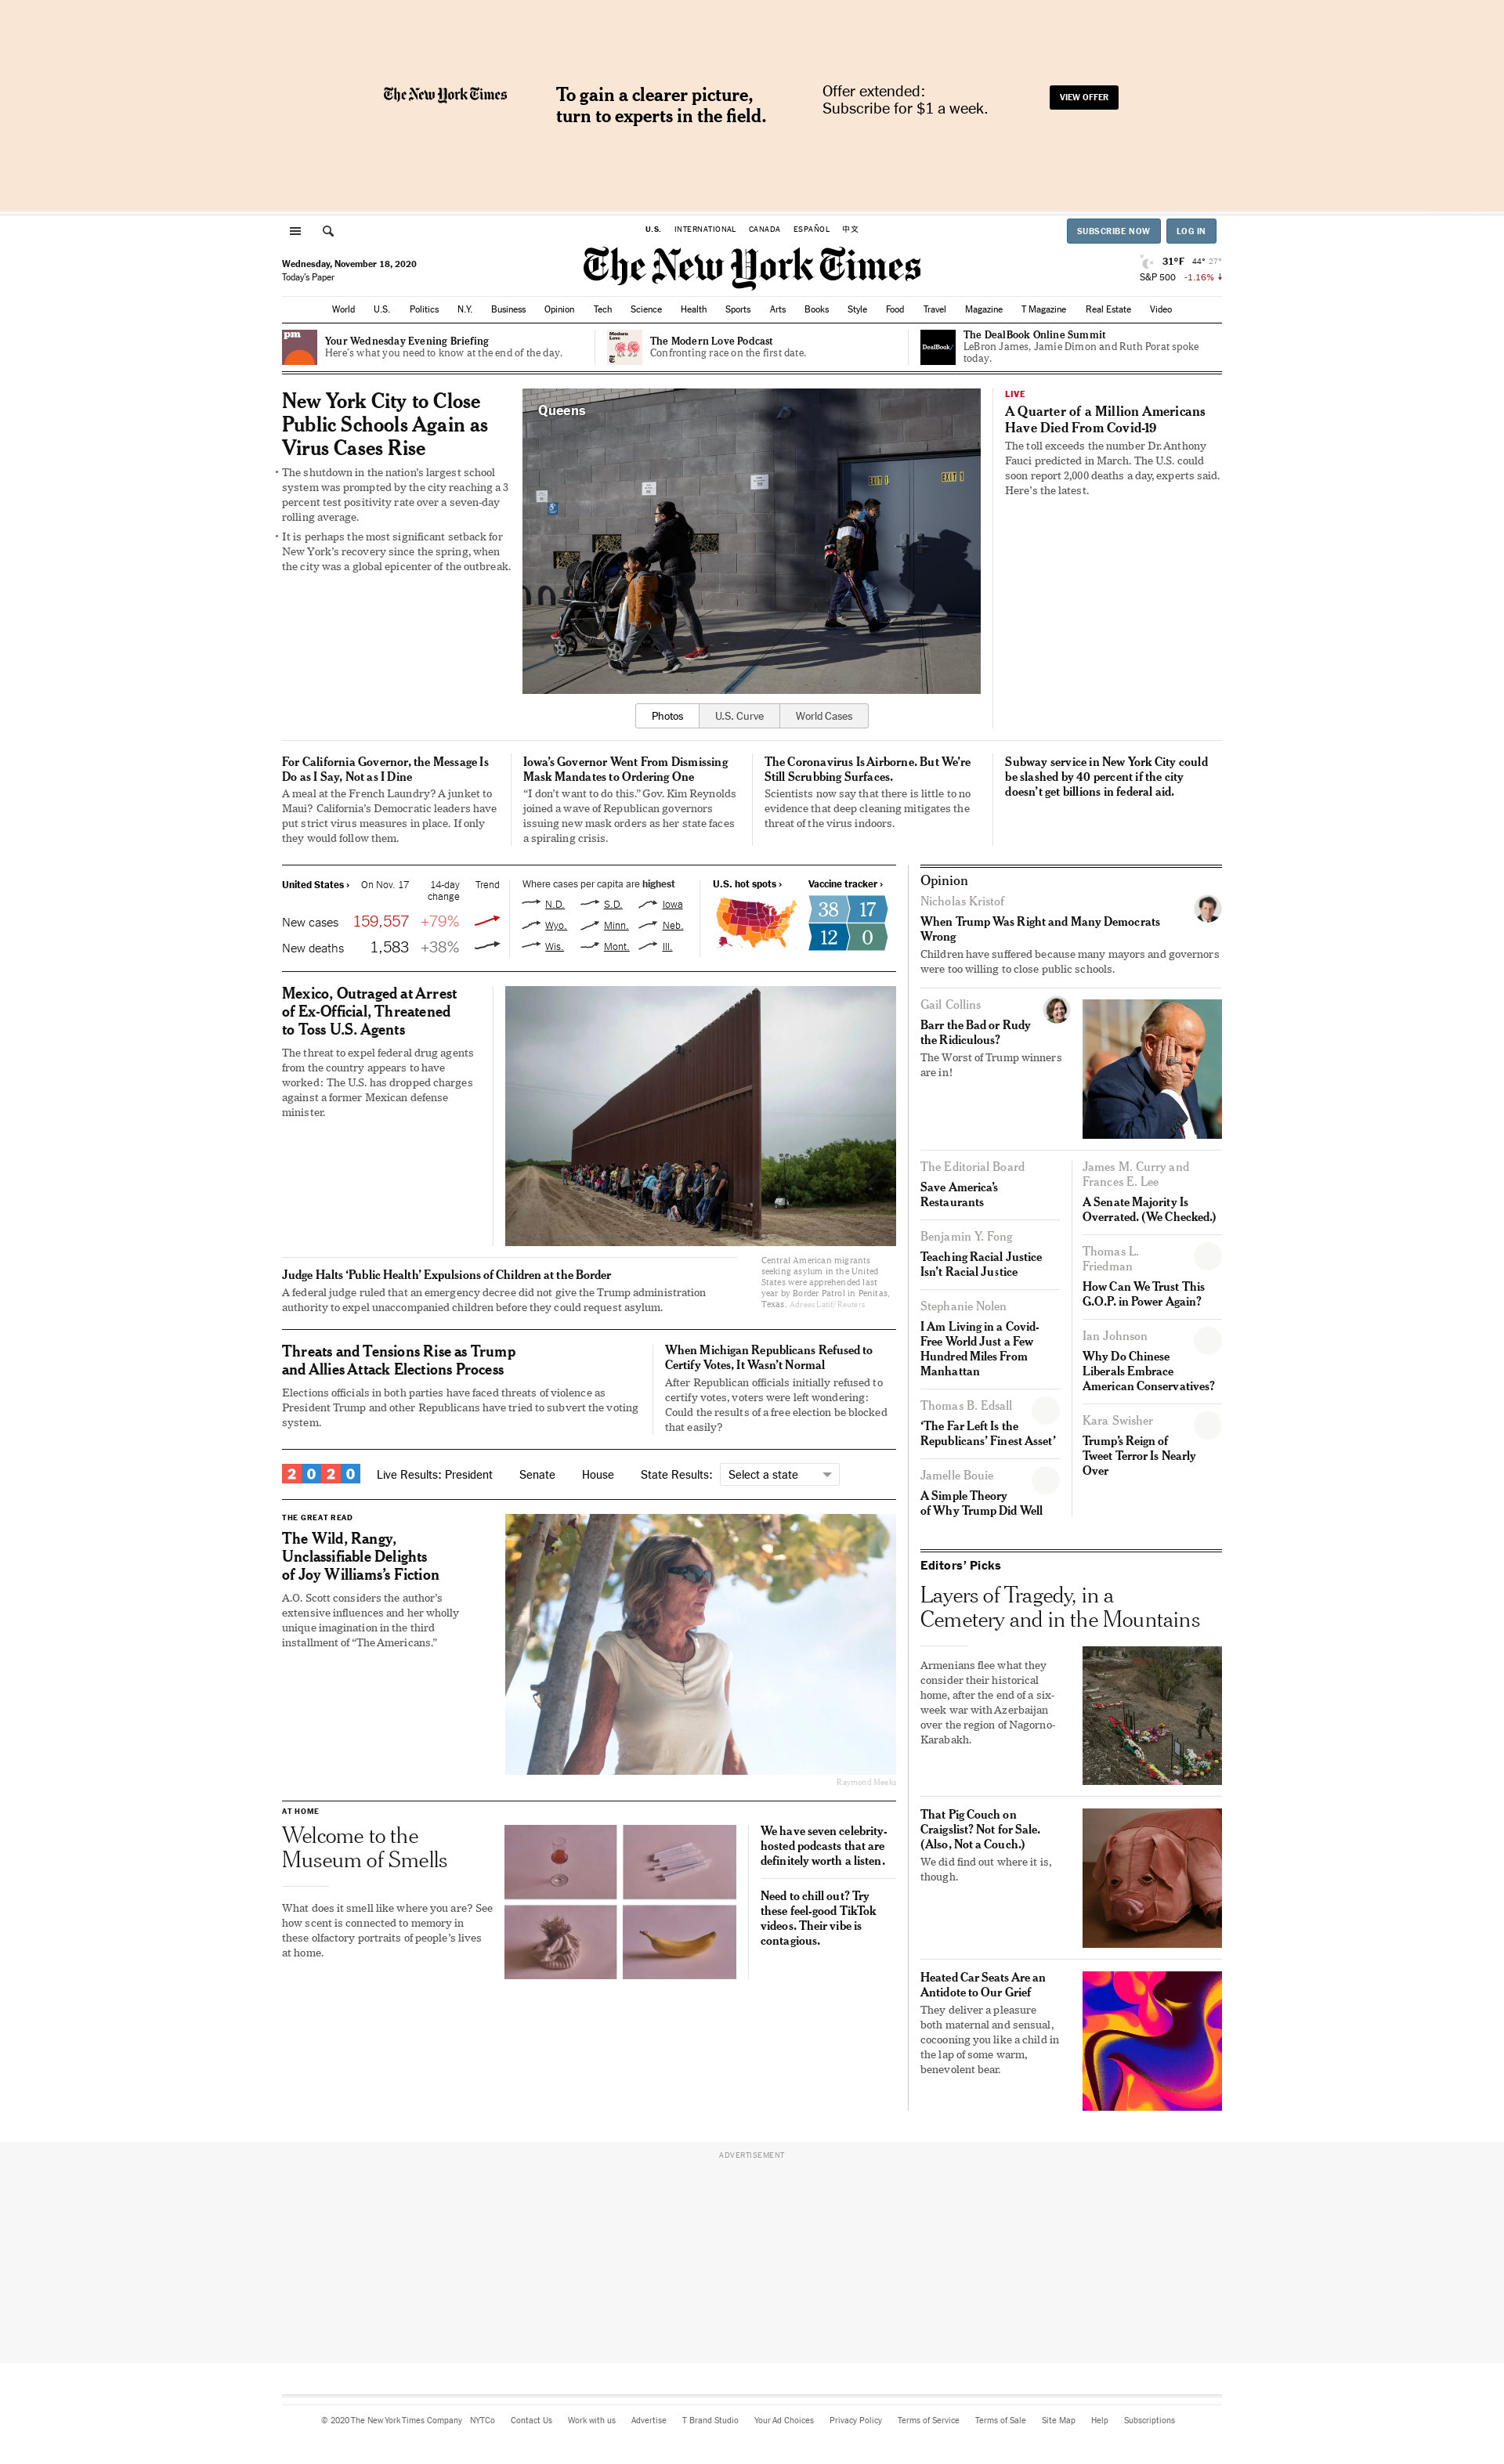 The New York Times
To gain a clearer picture,
turn to experts in the field.
Offer extended:
Subscribe for $1 a week.
VIEW OFFER
U.S. INTERNATIONAL CANADA ESPAÑOL 中文
SUBSCRIBE NOW LOG IN
Wednesday, November 18, 2020
Today's Paper
The New York Times
31°F 44° 27°
S&P 500 -1.16%
World U.S. Politics N.Y. Business Opinion Tech Science Health Sports Arts Books Style Food Travel Magazine T Magazine Real Estate Video
pm
Your Wednesday Evening Briefing
Here's what you need to know at the end of the day.
Modern
Love
The Modern Love Podcast
Confronting race on the first date.
DealBook/
The DealBook Online Summit
LeBron James, Jamie Dimon and Ruth Porat spoke
today.
New York City to Close
Public Schools Again as
Virus Cases Rise
• The shutdown in the nation's largest school
system was prompted by the city reaching a 3
percent test positivity rate over a seven-day
rolling average.
• It is perhaps the most significant setback for
New York's recovery since the spring, when
the city was a global epicenter of the outbreak.
Queens
EXIT 1
EXIT 1
Photos U.S. Curve World Cases
LIVE
A Quarter of a Million Americans
Have Died From Covid-19
The toll exceeds the number Dr. Anthony
Fauci predicted in March. The U.S. could
soon report 2,000 deaths a day, experts said.
Here's the latest.
For California Governor, the Message Is
Do as I Say, Not as I Dine
A meal at the French Laundry? A junket to
Maui? California's Democratic leaders have
put strict virus measures in place. If only
they would follow them.
Iowa's Governor Went From Dismissing
Mask Mandates to Ordering One
“I don't want to do this.” Gov. Kim Reynolds
joined a wave of Republican governors
issuing new mask orders as her state faces
a spiraling crisis.
The Coronavirus Is Airborne. But We're
Still Scrubbing Surfaces.
Scientists now say that there is little to no
evidence that deep cleaning mitigates the
threat of the virus indoors.
Subway service in New York City could
be slashed by 40 percent if the city
doesn't get billions in federal aid.
United States › On Nov. 17 14-day
change Trend
New cases 159,557 +79%
New deaths 1,583 +38%
Where cases per capita are highest
N.D. S.D. Iowa
Wyo. Minn. Neb.
Wis. Mont. Ill.
U.S. hot spots ›
Vaccine tracker ›
38 17
12 0
Mexico, Outraged at Arrest
of Ex-Official, Threatened
to Toss U.S. Agents
The threat to expel federal drug agents
from the country appears to have
worked: The U.S. has dropped charges
against a former Mexican defense
minister.
Judge Halts ‘Public Health’ Expulsions of Children at the Border
A federal judge ruled that an emergency decree did not give the Trump administration
authority to expel unaccompanied children before they could request asylum.
Central American migrants
seeking asylum in the United
States were apprehended last
year by Border Patrol in Penitas,
Texas. Adrees Latif/Reuters
Threats and Tensions Rise as Trump
and Allies Attack Elections Process
Elections officials in both parties have faced threats of violence as
President Trump and other Republicans have tried to subvert the voting
system.
When Michigan Republicans Refused to
Certify Votes, It Wasn't Normal
After Republican officials initially refused to
certify votes, voters were left wondering:
Could the results of a free election be blocked
that easily?
2020 Live Results: President Senate House State Results: Select a state
THE GREAT READ
The Wild, Rangy,
Unclassifiable Delights
of Joy Williams's Fiction
A.O. Scott considers the author's
extensive influences and her wholly
unique imagination in the third
installment of “The Americans.”
Raymond Meeks
AT HOME
Welcome to the
Museum of Smells
What does it smell like where you are? See
how scent is connected to memory in
these olfactory portraits of people's lives
at home.
We have seven celebrity-
hosted podcasts that are
definitely worth a listen.
Need to chill out? Try
these feel-good TikTok
videos. Their vibe is
contagious.
Opinion
Nicholas Kristof
When Trump Was Right and Many Democrats
Wrong
Children have suffered because many mayors and governors
were too willing to close public schools.
Gail Collins
Barr the Bad or Rudy
the Ridiculous?
The Worst of Trump winners
are in!
The Editorial Board
Save America's
Restaurants
Benjamin Y. Fong
Teaching Racial Justice
Isn't Racial Justice
Stephanie Nolen
I Am Living in a Covid-
Free World Just a Few
Hundred Miles From
Manhattan
Thomas B. Edsall
‘The Far Left Is the
Republicans’ Finest Asset’
Jamelle Bouie
A Simple Theory
of Why Trump Did Well
James M. Curry and
Frances E. Lee
A Senate Majority Is
Overrated. (We Checked.)
Thomas L.
Friedman
How Can We Trust This
G.O.P. in Power Again?
Ian Johnson
Why Do Chinese
Liberals Embrace
American Conservatives?
Kara Swisher
Trump's Reign of
Tweet Terror Is Nearly
Over
Editors' Picks
Layers of Tragedy, in a
Cemetery and in the Mountains
Armenians flee what they
consider their historical
home, after the end of a six-
week war with Azerbaijan
over the region of Nagorno-
Karabakh.
That Pig Couch on
Craigslist? Not for Sale.
(Also, Not a Couch.)
We did find out where it is,
though.
Heated Car Seats Are an
Antidote to Our Grief
They deliver a pleasure
both maternal and sensual,
cocooning you like a child in
the lap of some warm,
benevolent bear.
ADVERTISEMENT
© 2020 The New York Times Company NYTCo Contact Us Work with us Advertise T Brand Studio Your Ad Choices Privacy Policy Terms of Service Terms of Sale Site Map Help Subscriptions